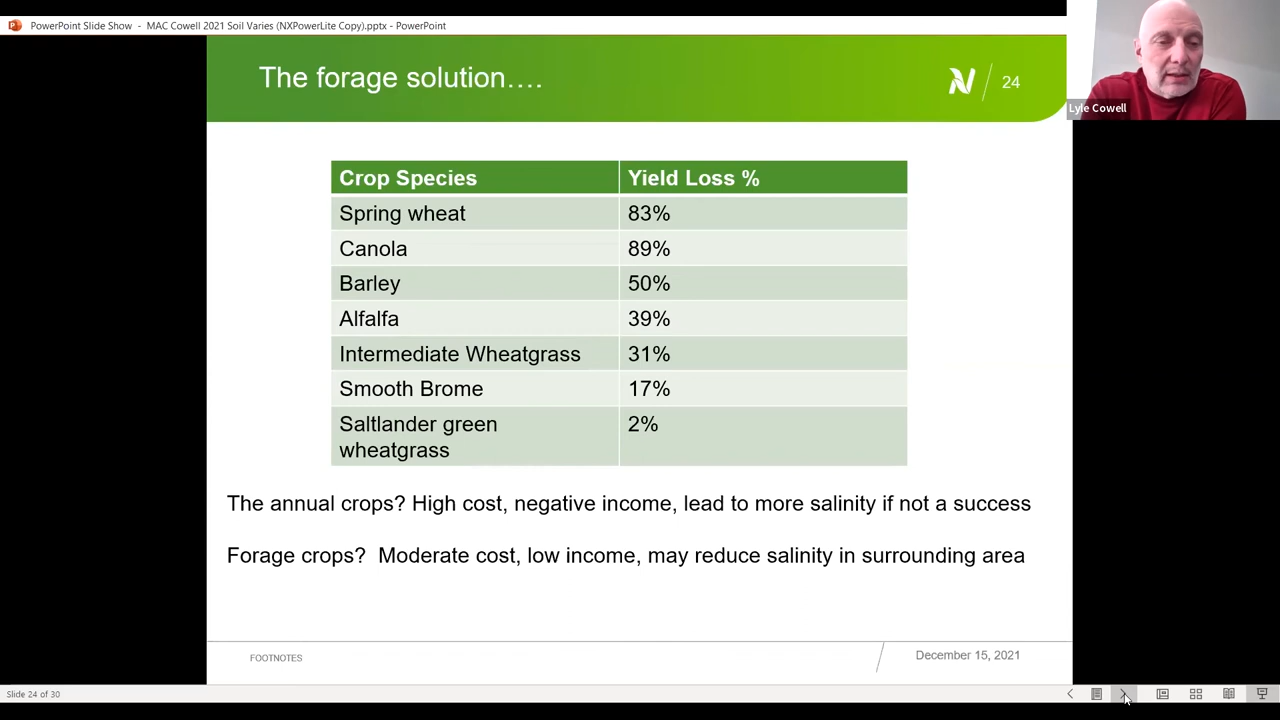 PowerPoint Slide Show - MAC Cowell 2021 Soil Varies (NXPowerLite Copy).pptx - PowerPoint
The forage solution….
24
Lyle Cowell
Crop Species Yield Loss %
Spring wheat 83%
Canola 89%
Barley 50%
Alfalfa 39%
Intermediate Wheatgrass 31%
Smooth Brome 17%
Saltlander green 2%
wheatgrass
The annual crops? High cost, negative income, lead to more salinity if not a success
Forage crops? Moderate cost, low income, may reduce salinity in surrounding area
FOOTNOTES
December 15, 2021
Slide 24 of 30